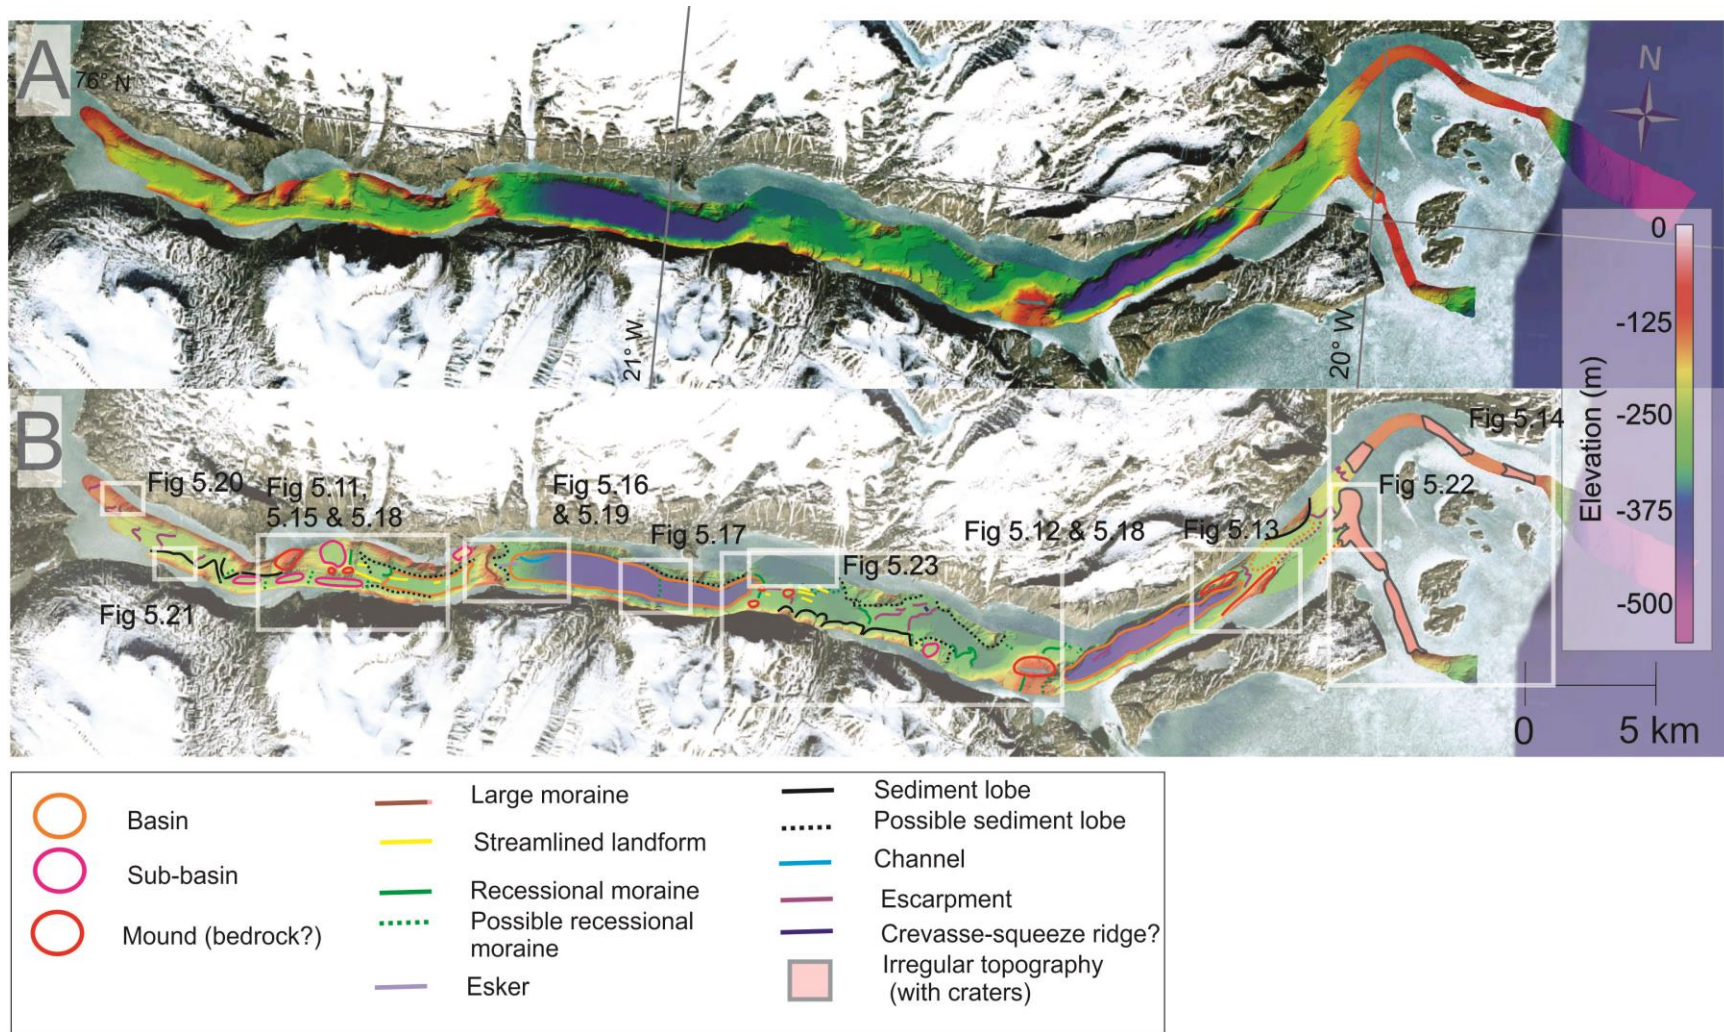 A
76° N
N
21° W
20° W
0
-125
-250
-375
-500
Elevation (m)
B
Fig 5.20
Fig 5.11,
5.15 & 5.18
Fig 5.16
& 5.19
Fig 5.17
Fig 5.12 & 5.18
Fig 5.13
Fig 5.14
Fig 5.22
Fig 5.23
Fig 5.21
0
5 km
Basin
Sub-basin
Mound (bedrock?)
Large moraine
Streamlined landform
Recessional moraine
Possible recessional
moraine
Esker
Sediment lobe
Possible sediment lobe
Channel
Escarpment
Crevasse-squeeze ridge?
Irregular topography
(with craters)